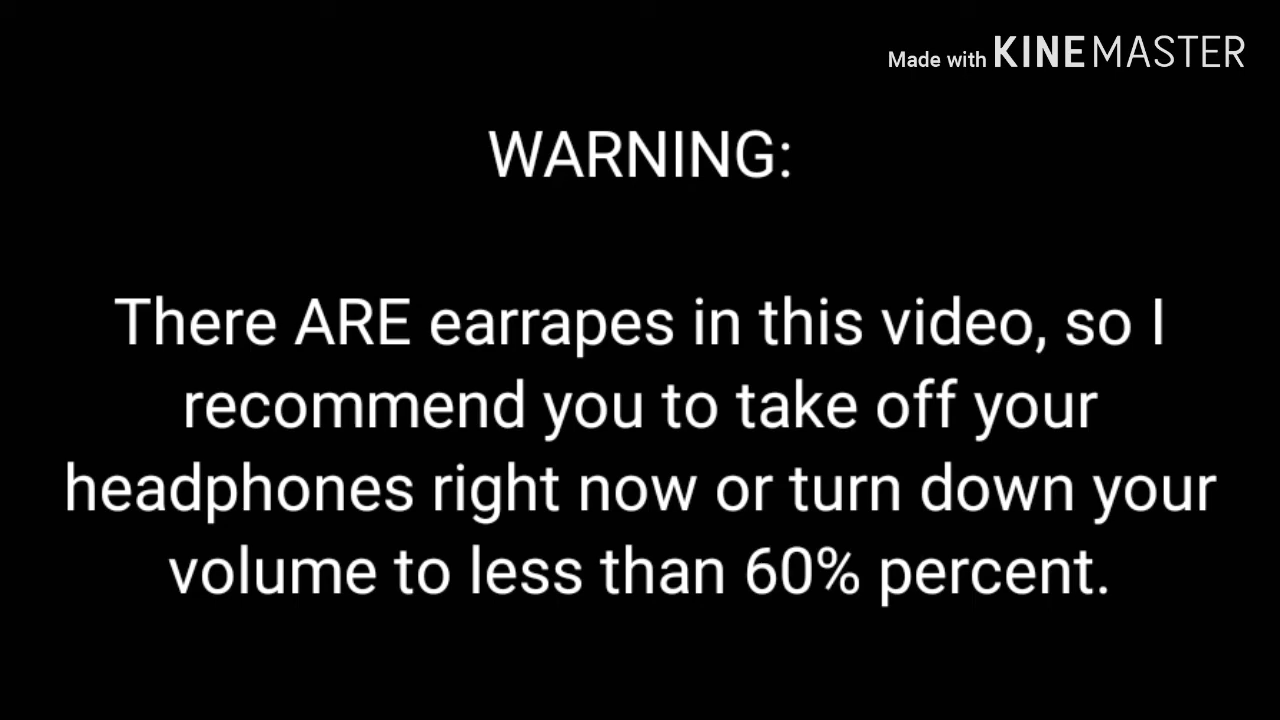 Made with KINEMASTER
WARNING:
There ARE earrapes in this video, so I
recommend you to take off your
headphones right now or turn down your
volume to less than 60% percent.